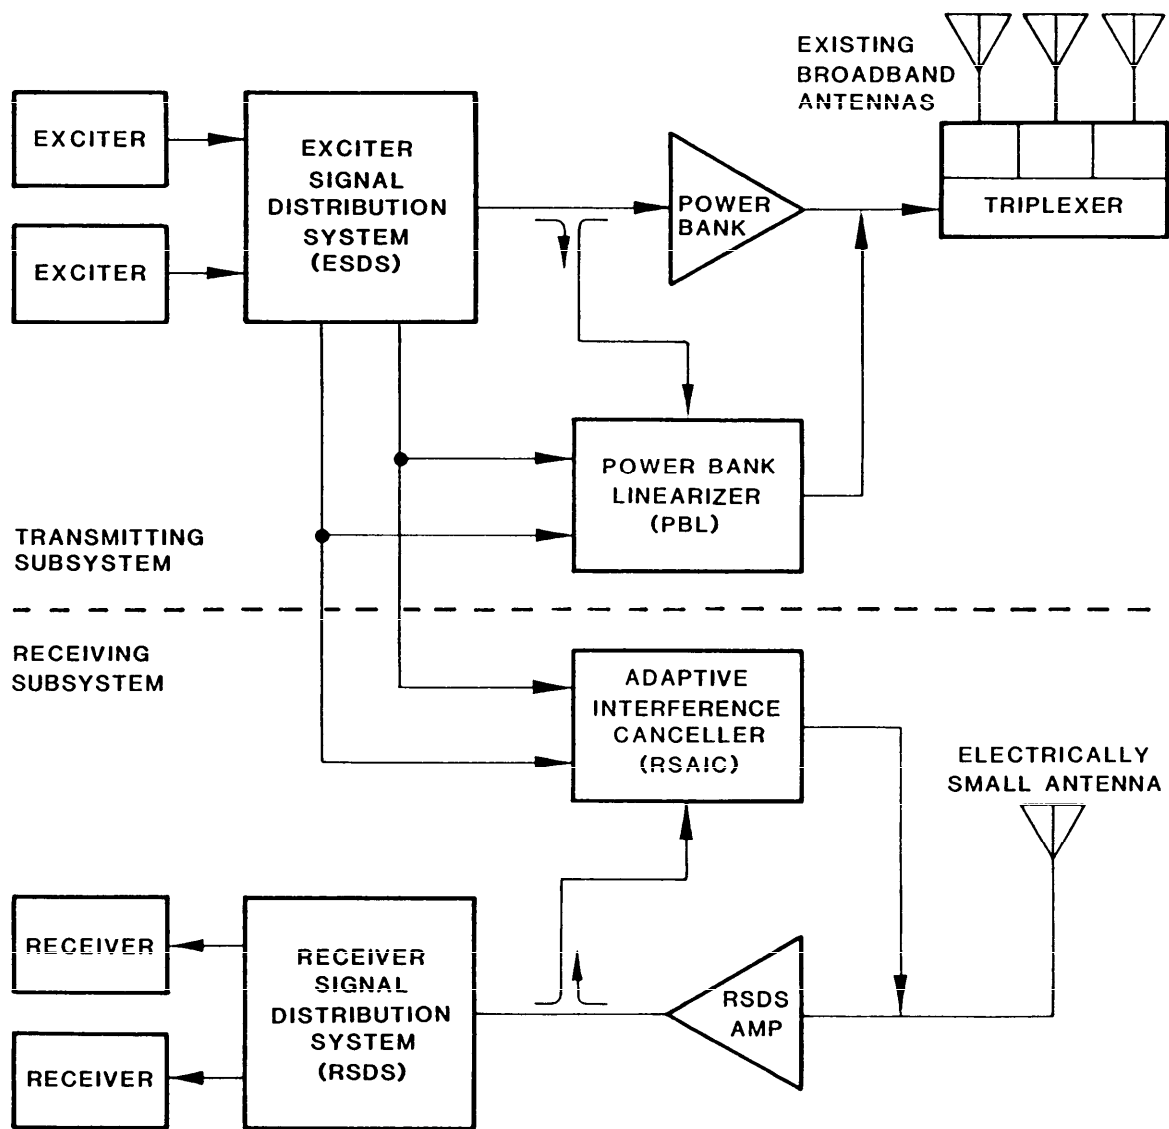 EXISTING
BROADBAND
ANTENNAS
EXCITER
EXCITER
EXCITER
SIGNAL
DISTRIBUTION
SYSTEM
(ESDS)
POWER
BANK
TRIPLEXER
POWER BANK
LINEARIZER
(PBL)
TRANSMITTING
SUBSYSTEM
RECEIVING
SUBSYSTEM
ADAPTIVE
INTERFERENCE
CANCELLER
(RSAIC)
ELECTRICALLY
SMALL ANTENNA
RECEIVER
RECEIVER
RECEIVER
SIGNAL
DISTRIBUTION
SYSTEM
(RSDS)
RSDS
AMP